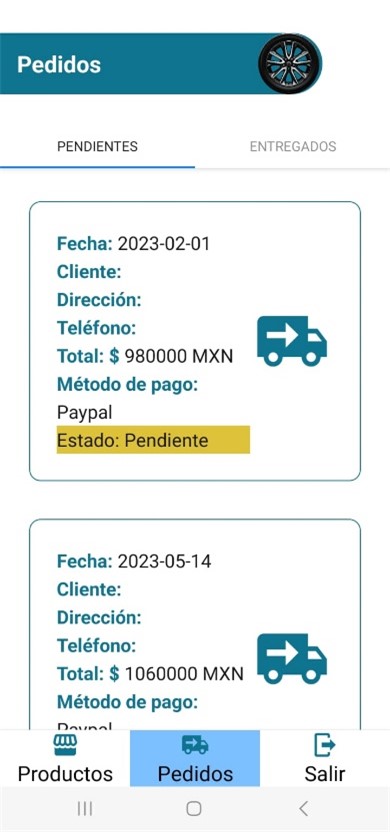 Pedidos
PENDIENTES
ENTREGADOS
Fecha: 2023-02-01
Cliente:
Dirección:
Teléfono:
Total: $ 980000 MXN
Método de pago:
Paypal
Estado: Pendiente
Fecha: 2023-05-14
Cliente:
Dirección:
Teléfono:
Total: $ 1060000 MXN
Método de pago:
Paypal
Productos
Pedidos
Salir